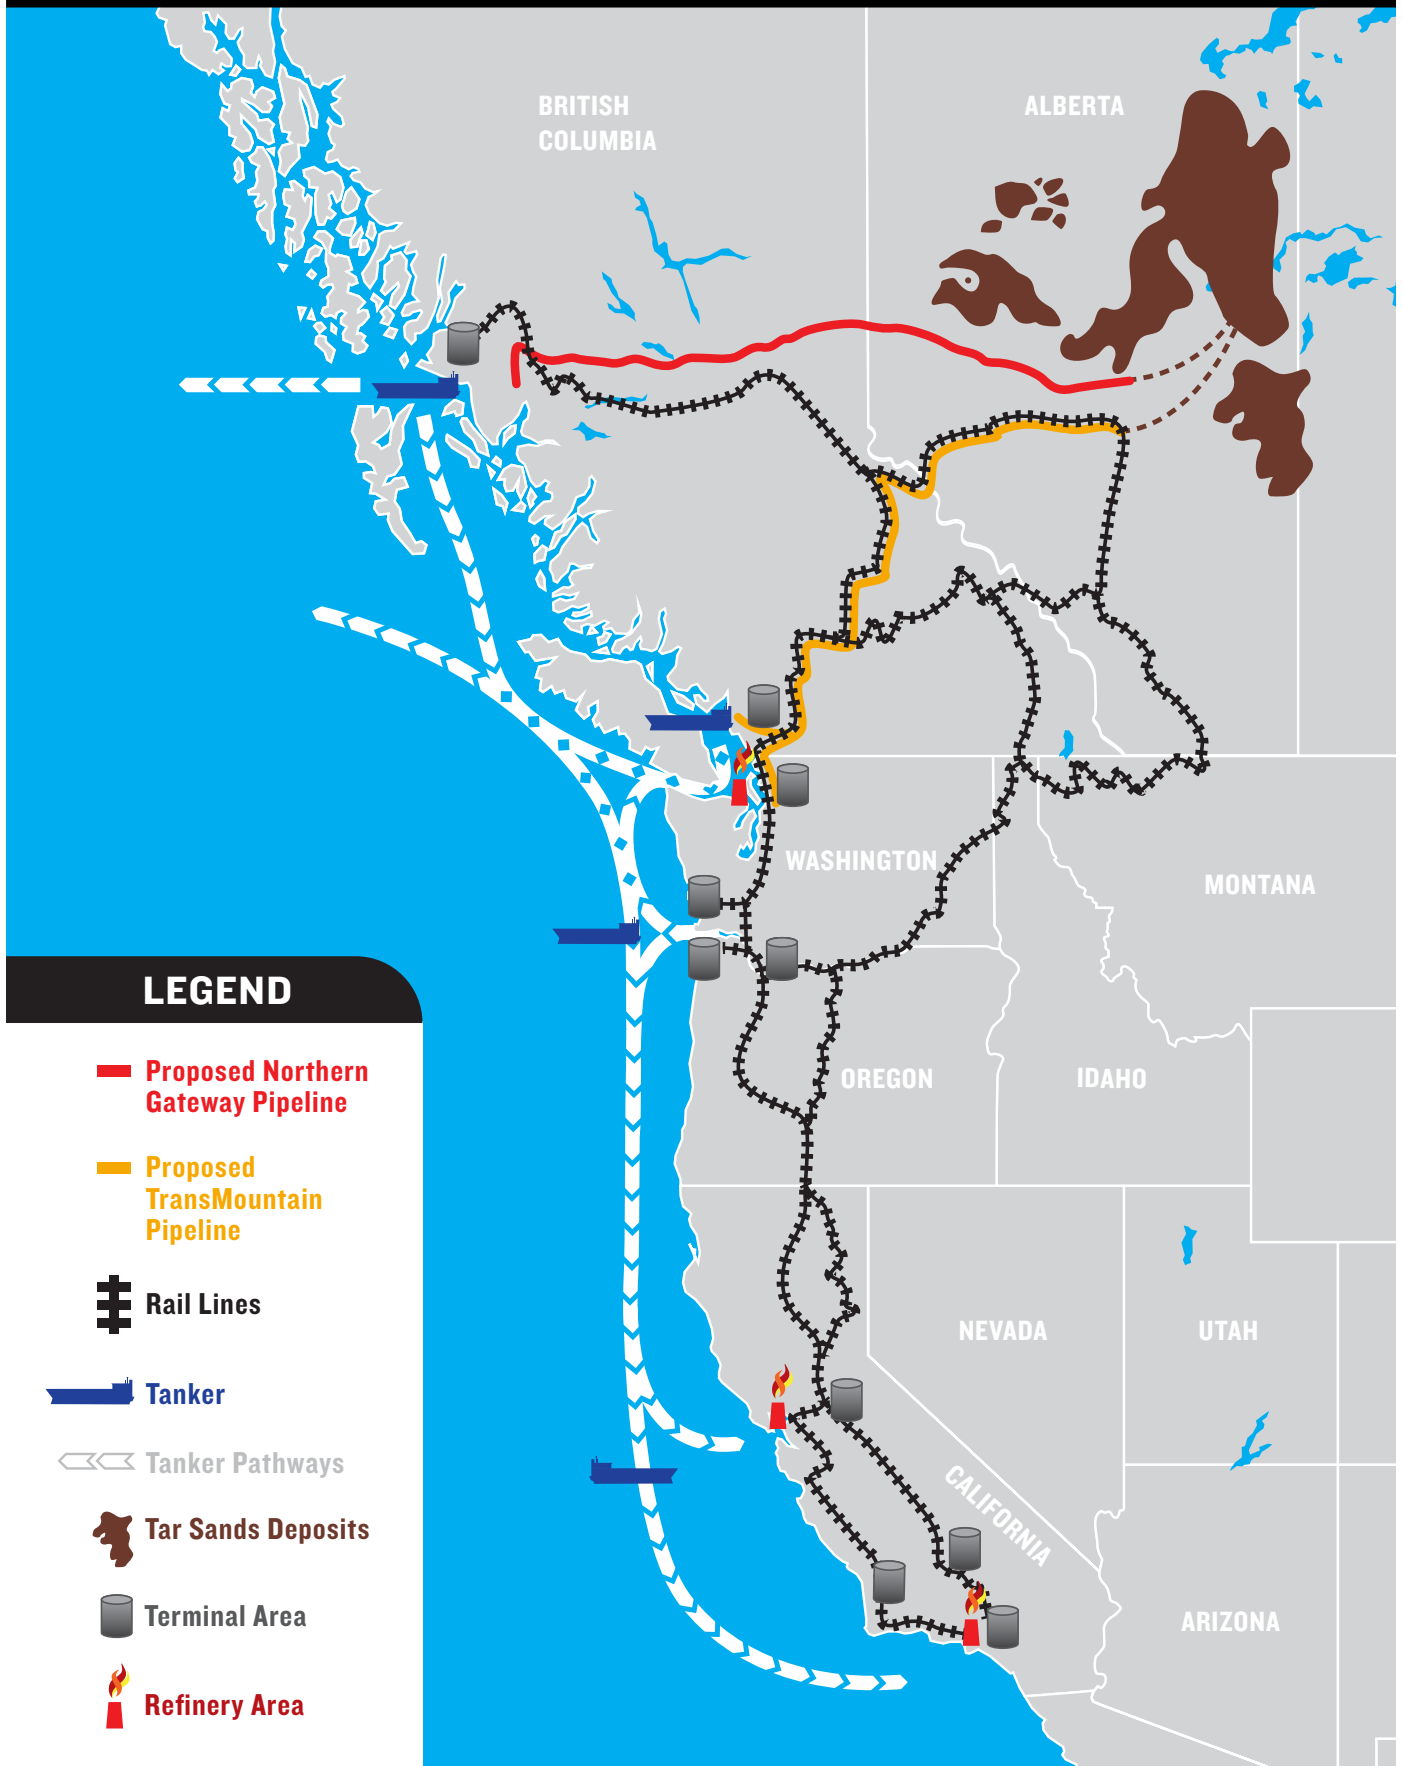 BRITISH
COLUMBIA
ALBERTA
WASHINGTON
MONTANA
OREGON
IDAHO
NEVADA
UTAH
CALIFORNIA
ARIZONA
LEGEND
Proposed Northern
Gateway Pipeline
Proposed
TransMountain
Pipeline
Rail Lines
Tanker
Tanker Pathways
Tar Sands Deposits
Terminal Area
Refinery Area